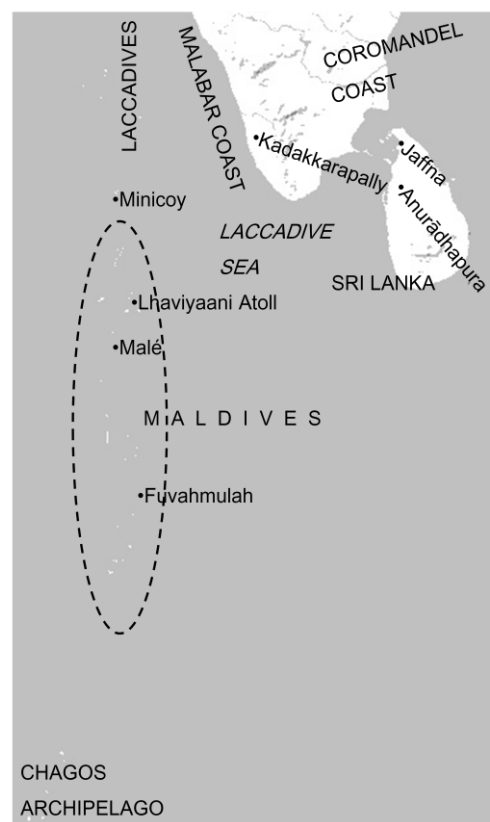 LACCADIVES
MALABAR COAST
COROMANDEL
COAST
Kadakkarapally
Jaffna
Anurādhapura
Minicoy
LACCADIVE
SEA
SRI LANKA
Lhaviyaani Atoll
Malé
MALDIVES
Fuvahmulah
CHAGOS
ARCHIPELAGO